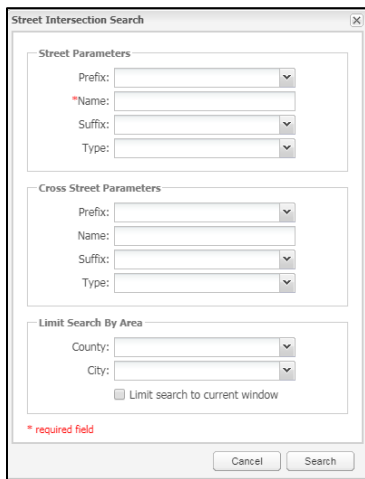 Street Intersection Search
Street Parameters
Prefix:
*Name:
Suffix:
Type:
Cross Street Parameters
Prefix:
Name:
Suffix:
Type:
Limit Search By Area
County:
City:
Limit search to current window
* required field
Cancel Search